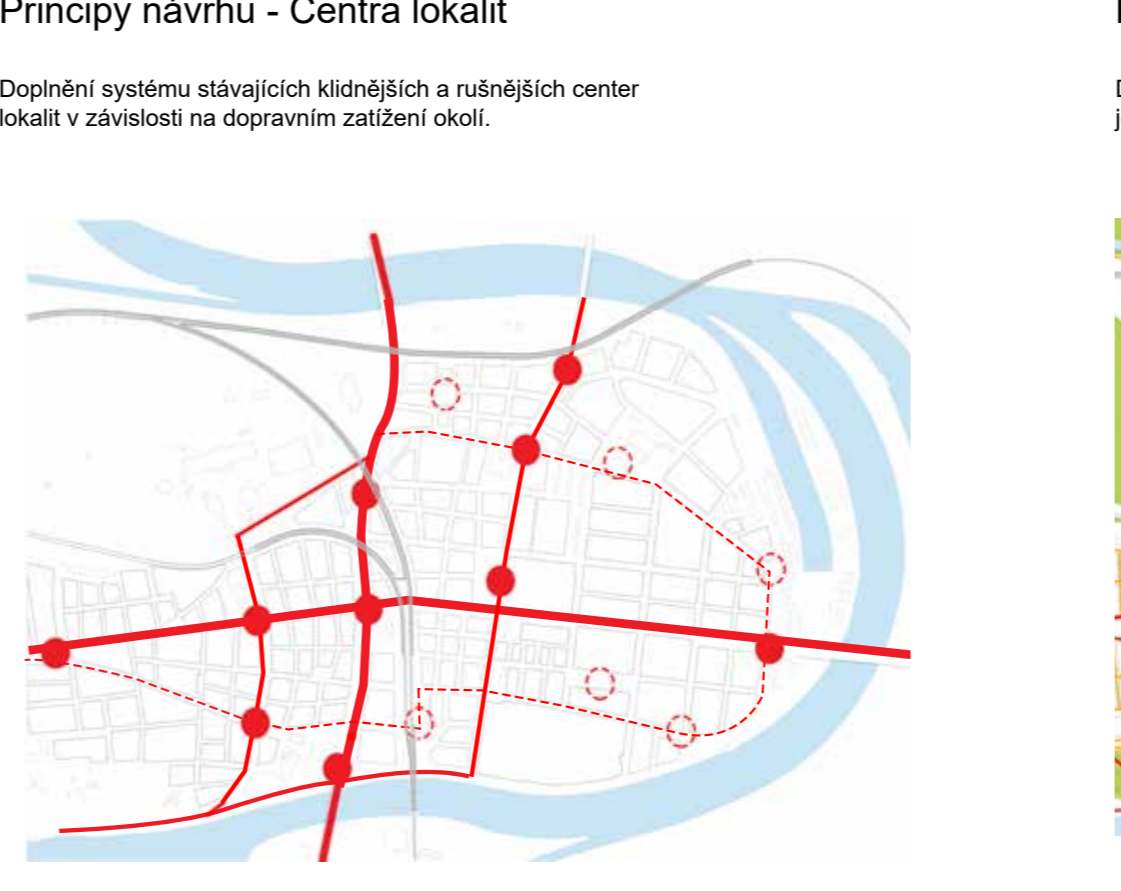 Principy návrhu - Centra lokalit
Doplnění systému stávajících klidnějších a rušnějších center
lokalit v závislosti na dopravním zatížení okolí.